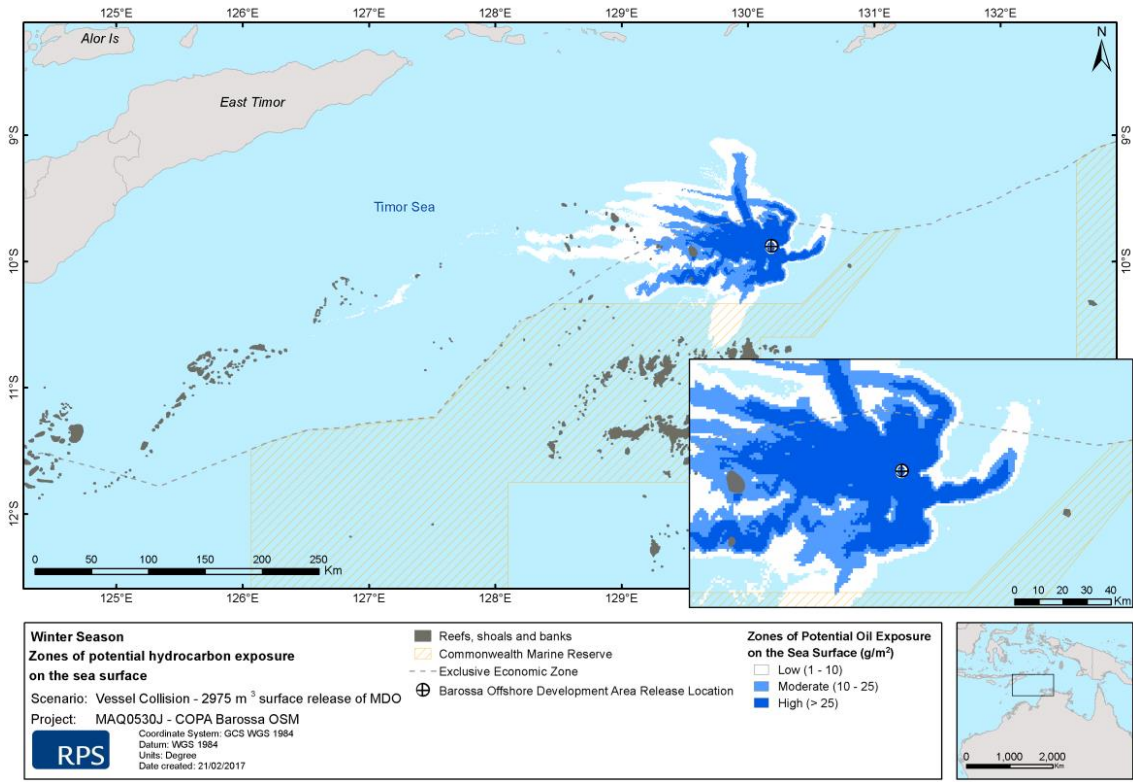 125°E 126°E 127°E 128°E 129°E 130°E 131°E 132°E
Alor Is
N
East Timor
9°S 9°S
Timor Sea
10°S 10°S
11°S
12°S
0 50 100 150 200 250
Km
0 10 20 30 40
Km
125°E 126°E 127°E 128°E 129°E 130°E 131°E 132°E
Winter Season
Zones of potential hydrocarbon exposure
on the sea surface
Scenario: Vessel Collision - 2975 m³ surface release of MDO
Project: MAQ0530J - COPA Barossa OSM
RPS
Coordinate System: GCS WGS 1984
Datum: WGS 1984
Units: Degree
Date created: 21/02/2017
Reefs, shoals and banks
Commonwealth Marine Reserve
Exclusive Economic Zone
Barossa Offshore Development Area Release Location
Zones of Potential Oil Exposure
on the Sea Surface (g/m²)
Low (1 - 10)
Moderate (10 - 25)
High (> 25)
0 1,000 2,000
Km